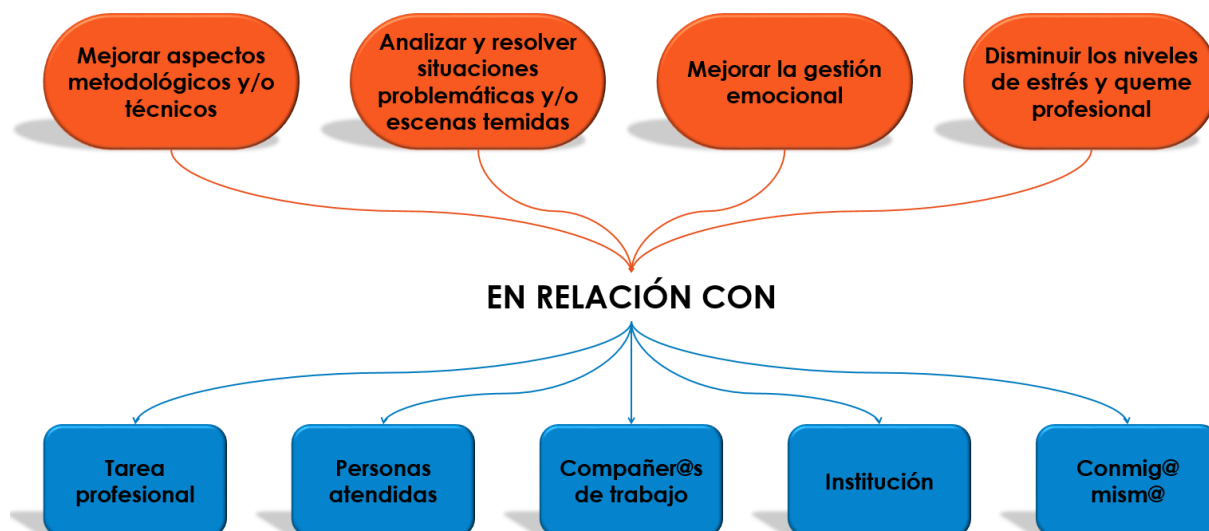 Mejorar aspectos
metodológicos y/o
técnicos
Analizar y resolver
situaciones
problemáticas y/o
escenas temidas
Mejorar la gestión
emocional
Disminuir los niveles
de estrés y queme
profesional
EN RELACIÓN CON
Tarea
profesional
Personas
atendidas
Compañer@s
de trabajo
Institución
Conmig@
mism@